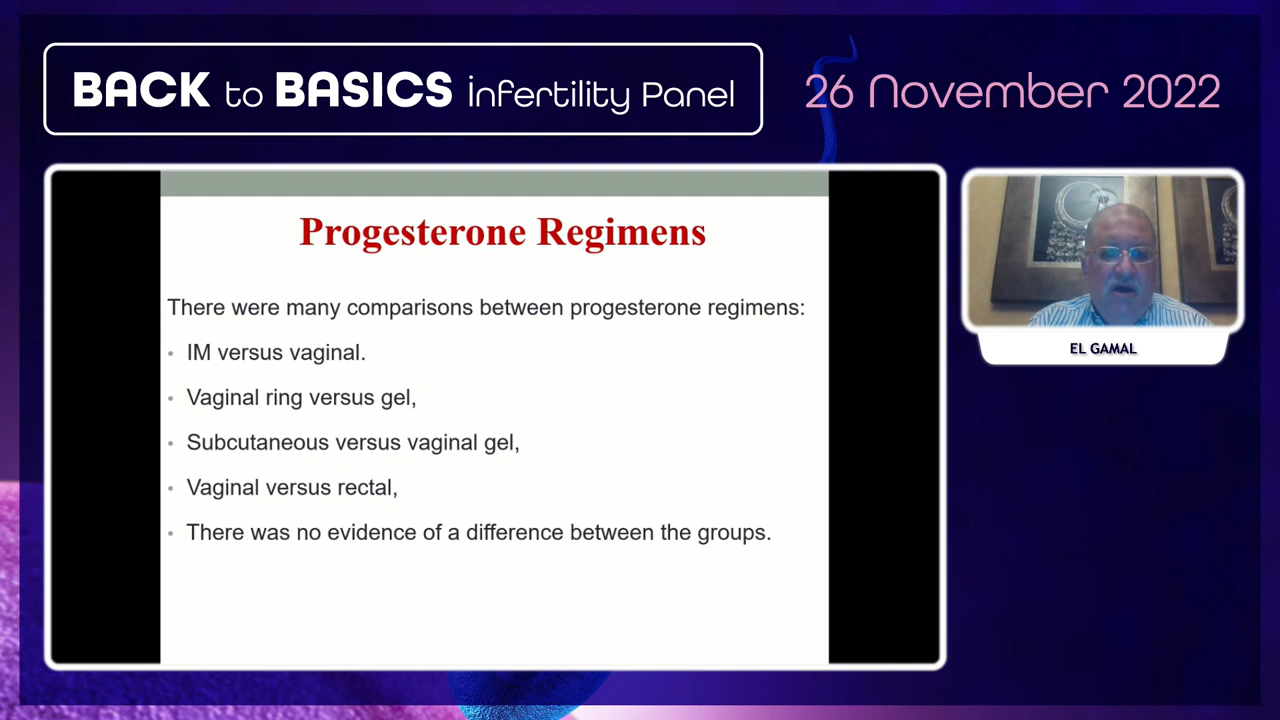 BACK to BASICS infertility Panel
26 November 2022
Progesterone Regimens
There were many comparisons between progesterone regimens:
• IM versus vaginal.
• Vaginal ring versus gel,
• Subcutaneous versus vaginal gel,
• Vaginal versus rectal,
• There was no evidence of a difference between the groups.
EL GAMAL